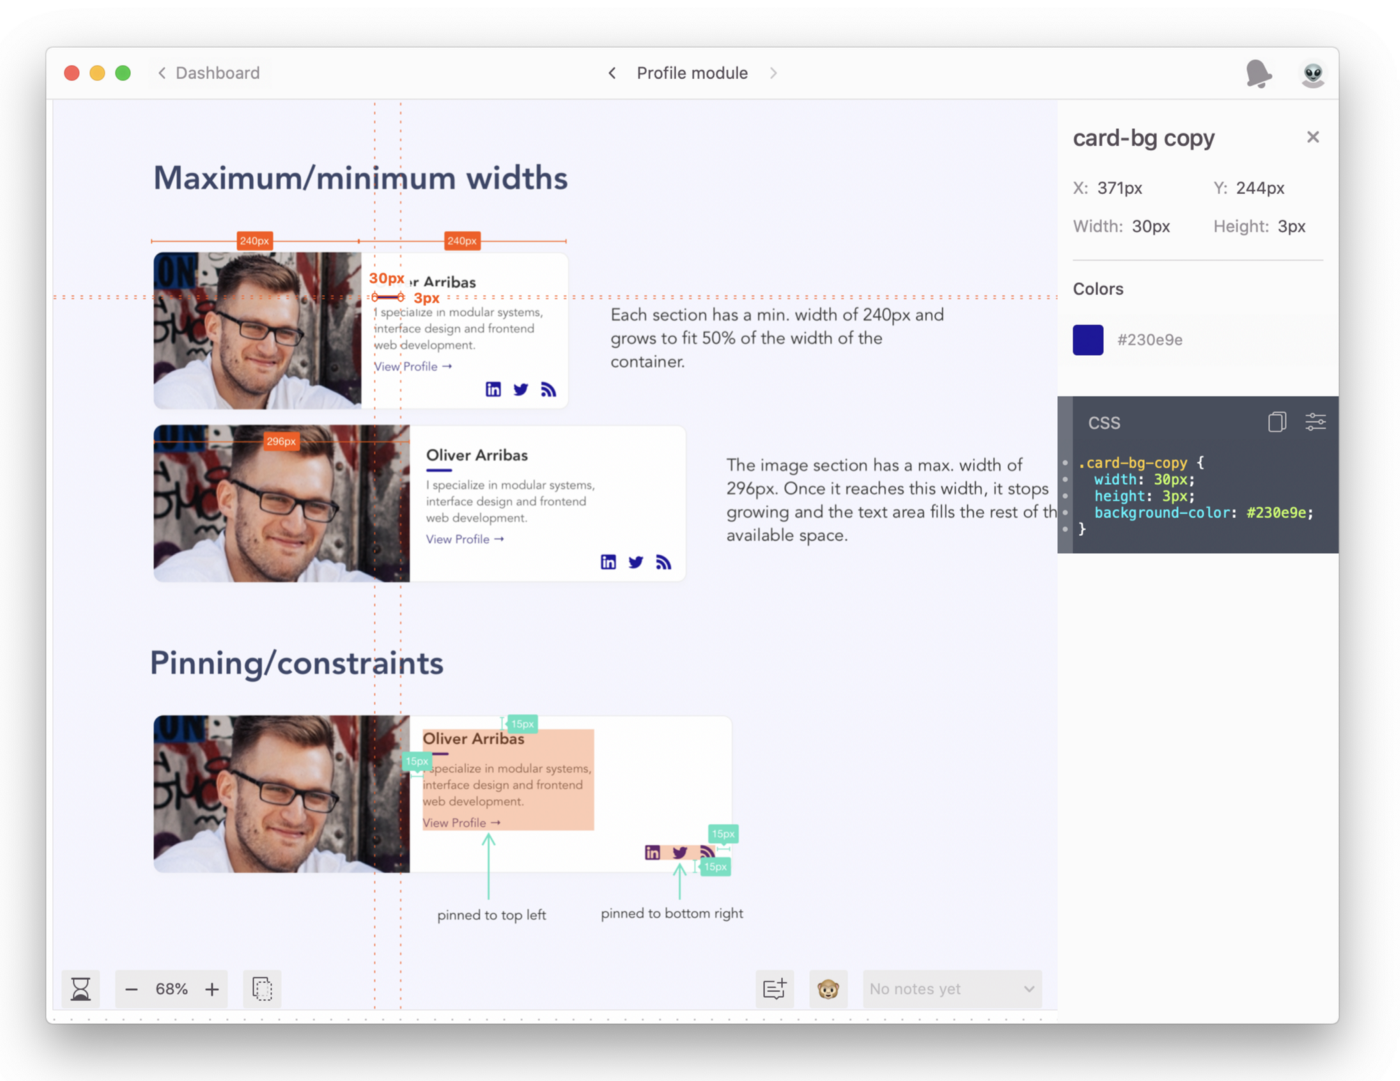 Dashboard
Profile module
Maximum/minimum widths
240px
240px
30px
er Arribas
3px
I specialize in modular systems,
interface design and frontend
web development.
View Profile →
in
Each section has a min. width of 240px and
grows to fit 50% of the width of the
container.
296px
Oliver Arribas
I specialize in modular systems,
interface design and frontend
web development.
View Profile →
in
The image section has a max. width of
296px. Once it reaches this width, it stops
growing and the text area fills the rest of th
available space.
Pinning/constraints
15px
Oliver Arribas
15px
specialize in modular systems,
interface design and frontend
web development.
View Profile →
15px
in
15px
pinned to top left
pinned to bottom right
68%
No notes yet
card-bg copy
X: 371px
Y: 244px
Width: 30px
Height: 3px
Colors
#230e9e
CSS
.card-bg-copy {
width: 30px;
height: 3px;
background-color: #230e9e;
}